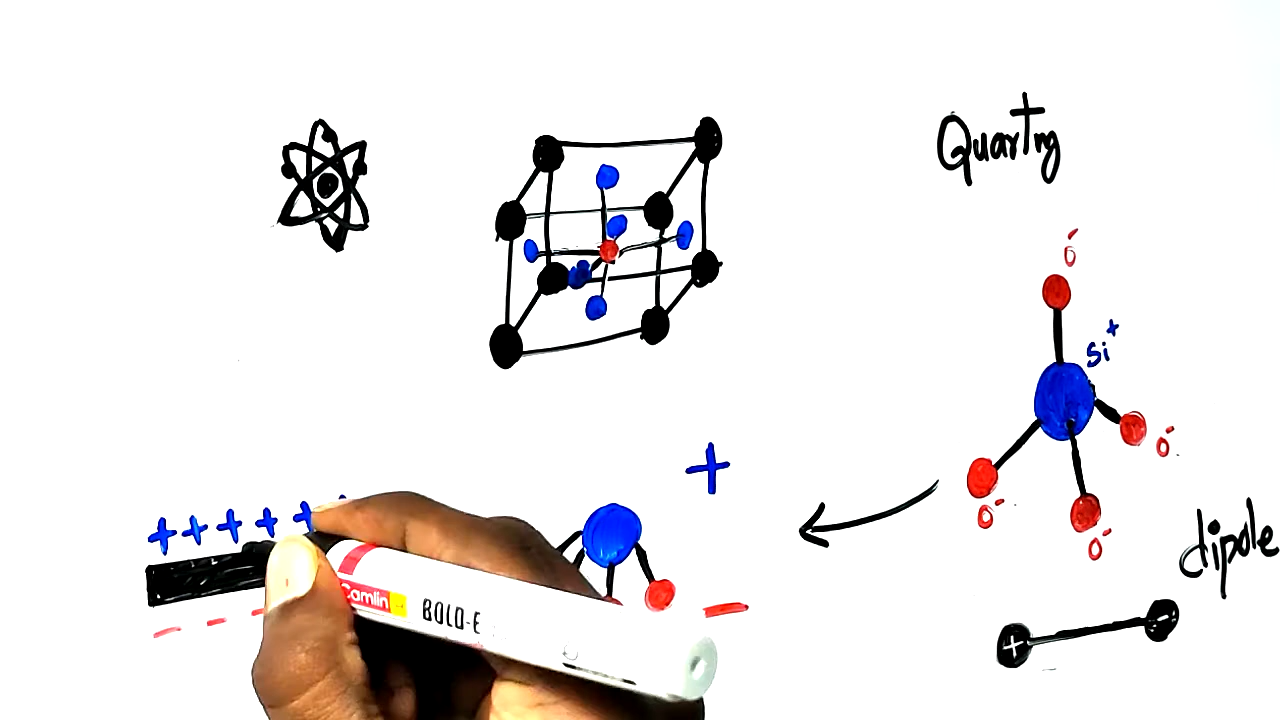 Quartz
O-
Si+
O-
O-
O-
+
+ + + + +
- - -
-
dipole
+ -
Camlin
BOLD-E